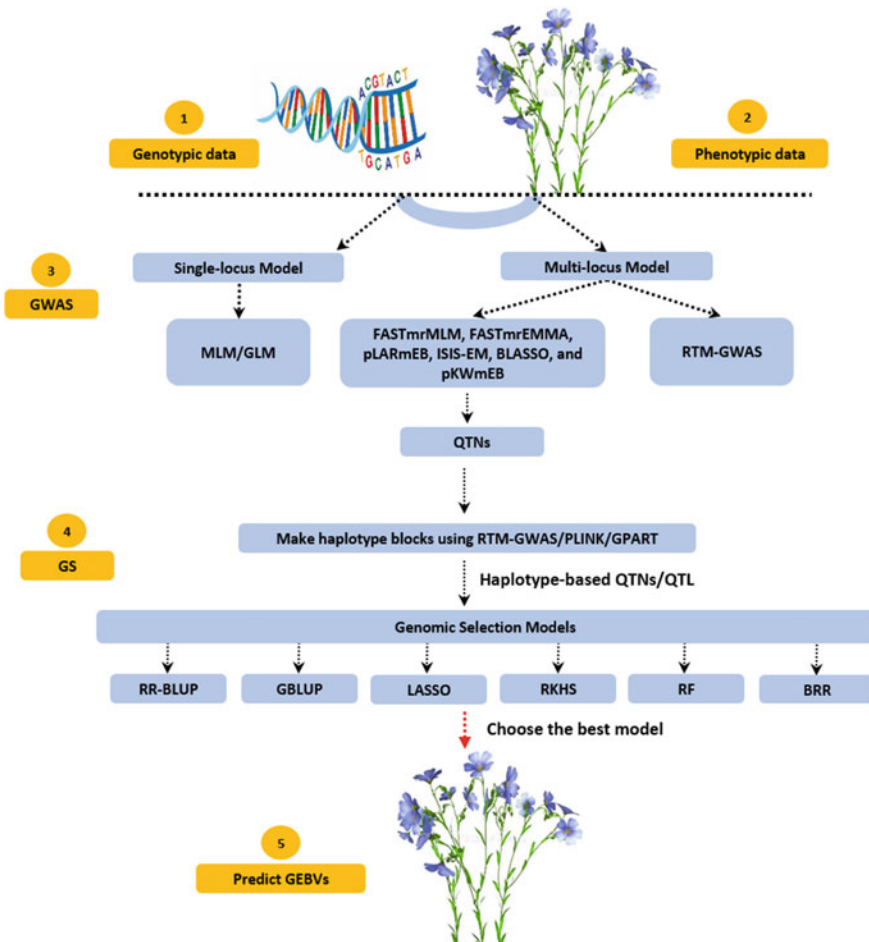 1
Genotypic data
ACGTACT
TGCATGA
2
Phenotypic data
3
GWAS
Single-locus Model
Multi-locus Model
MLM/GLM
FASTmrMLM, FASTmrEMMA,
pLARmEB, ISIS-EM, BLASSO, and
pKWmEB
RTM-GWAS
QTNs
4
GS
Make haplotype blocks using RTM-GWAS/PLINK/GPART
Haplotype-based QTNs/QTL
Genomic Selection Models
RR-BLUP
GBLUP
LASSO
RKHS
RF
BRR
Choose the best model
5
Predict GEBVs